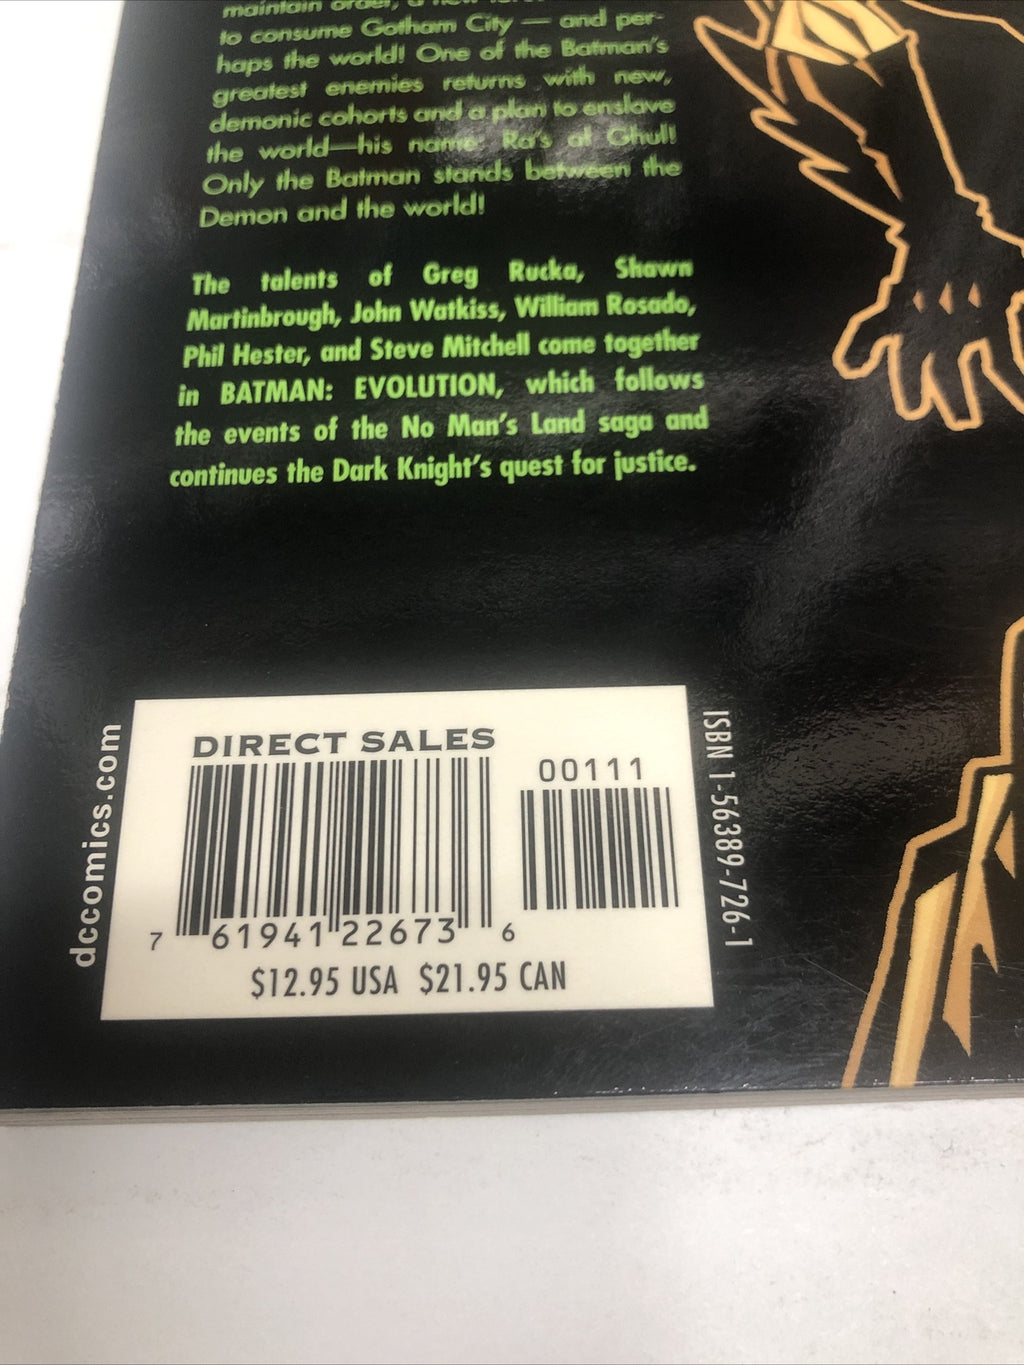 maintain order, a new
to consume Gotham City — and per-
haps the world! One of the Batman's
greatest enemies returns with new,
demonic cohorts and a plan to enslave
the world—his name: Ra's al Ghul!
Only the Batman stands between the
Demon and the world!
The talents of Greg Rucka, Shawn
Martinbrough, John Watkiss, William Rosado,
Phil Hester, and Steve Mitchell come together
in BATMAN: EVOLUTION, which follows
the events of the No Man's Land saga and
continues the Dark Knight's quest for justice.
dccomics.com
DIRECT SALES
00111
7 61941 22673 6
$12.95 USA $21.95 CAN
ISBN 1-56389-726-1